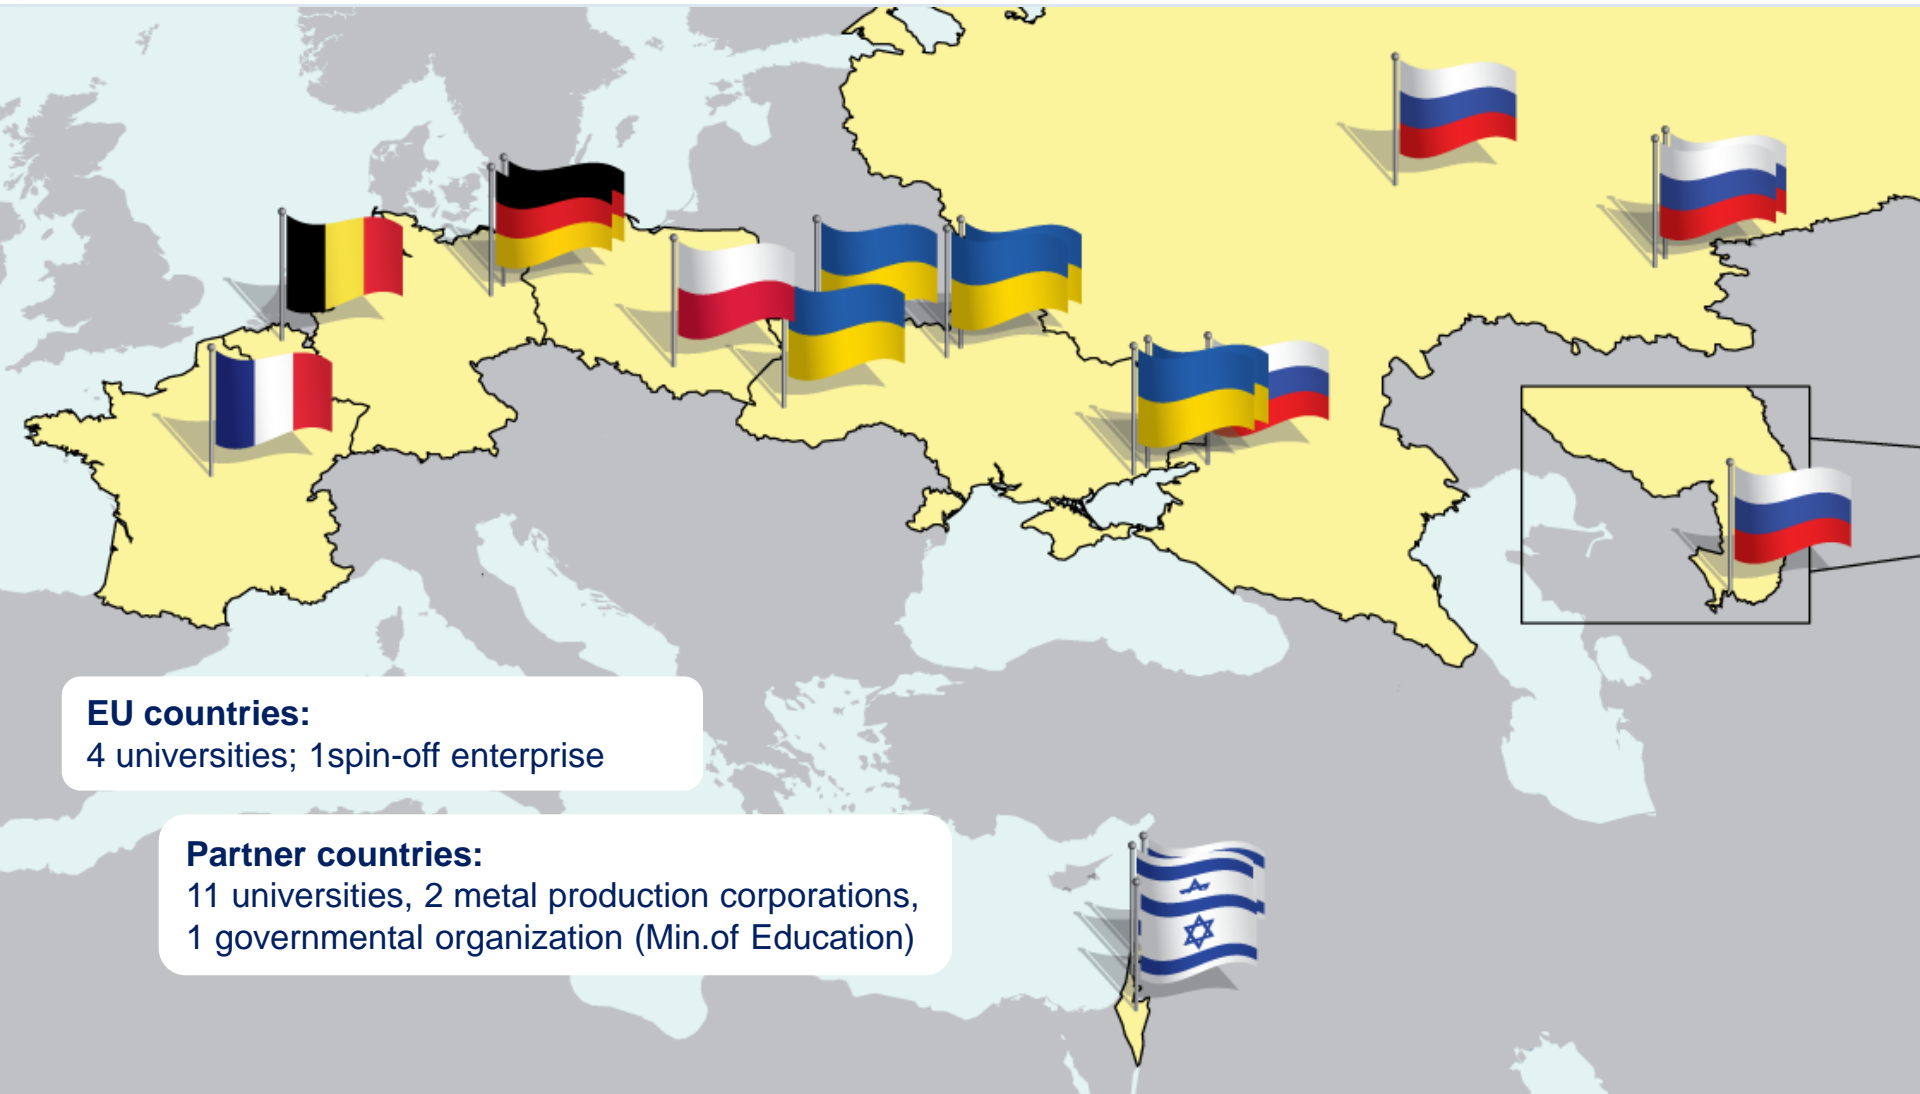 EU countries:
4 universities; 1spin-off enterprise
Partner countries:
11 universities, 2 metal production corporations,
1 governmental organization (Min.of Education)